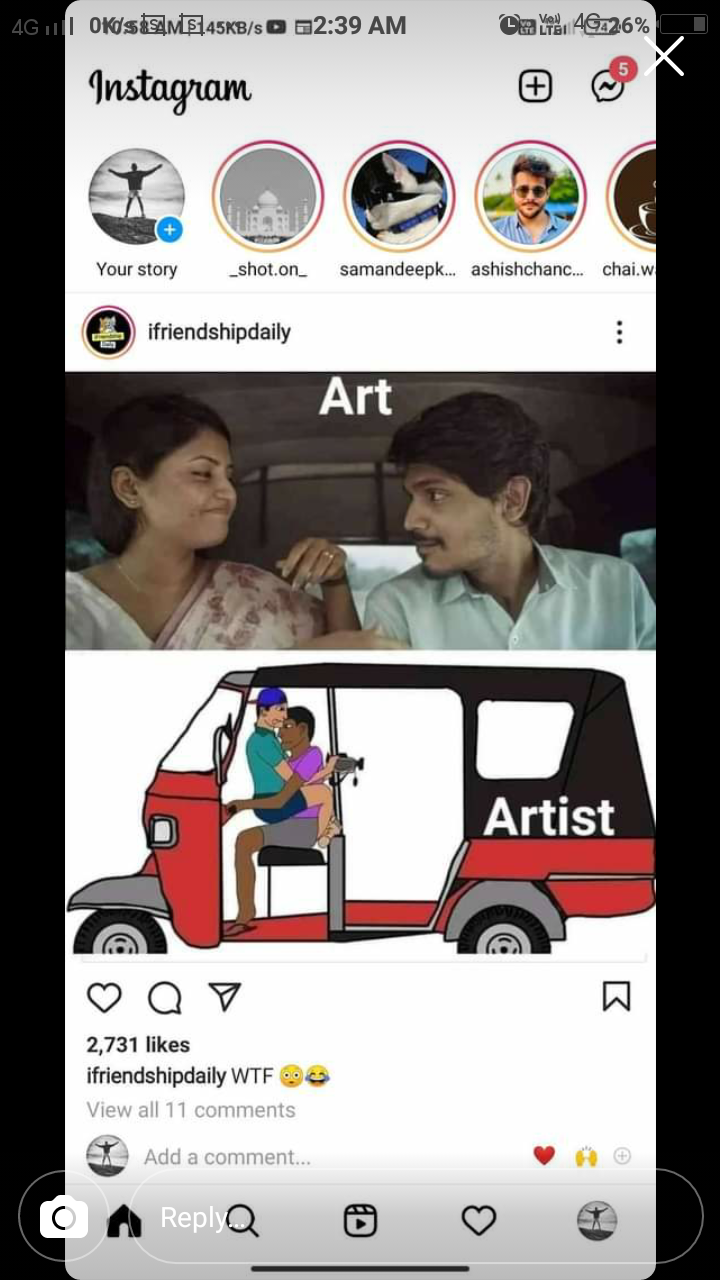 2:39 AM
26%
Instagram
5
Your story
_shot.on_
samandeepk...
ashishchanc...
chai.w
ifriendshipdaily
Art
Artist
2,731 likes
ifriendshipdaily WTF 😳😂
View all 11 comments
Add a comment...
Reply...